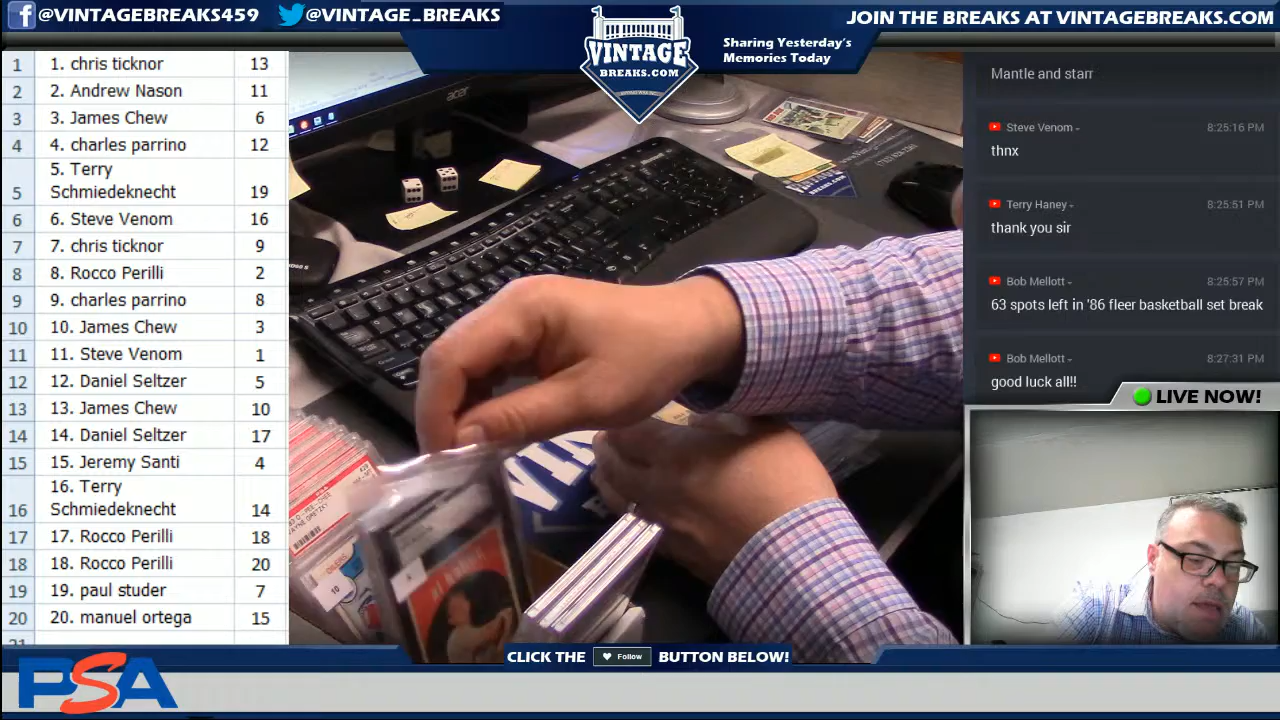 @VINTAGEBREAKS459
@VINTAGE_BREAKS
VINTAGE
BREAKS.COM
Sharing Yesterday's
Memories Today
JOIN THE BREAKS AT VINTAGEBREAKS.COM
1 1. chris ticknor 13
2 2. Andrew Nason 11
3 3. James Chew 6
4 4. charles parrino 12
5. Terry
5 Schmiedeknecht 19
6 6. Steve Venom 16
7 7. chris ticknor 9
8 8. Rocco Perilli 2
9 9. charles parrino 8
10 10. James Chew 3
11 11. Steve Venom 1
12 12. Daniel Seltzer 5
13 13. James Chew 10
14 14. Daniel Seltzer 17
15 15. Jeremy Santi 4
16. Terry
16 Schmiedeknecht 14
17 17. Rocco Perilli 18
18 18. Rocco Perilli 20
19 19. paul studer 7
20 20. manuel ortega 15
acer
BREAKS.COM
VIN
10
Mantle and starr
Steve Venom 8:25:16 PM
thnx
Terry Haney 8:25:51 PM
thank you sir
Bob Mellott 8:25:57 PM
63 spots left in '86 fleer basketball set break
Bob Mellott 8:27:31 PM
good luck all!!
LIVE NOW!
CLICK THE Follow BUTTON BELOW!
PSA